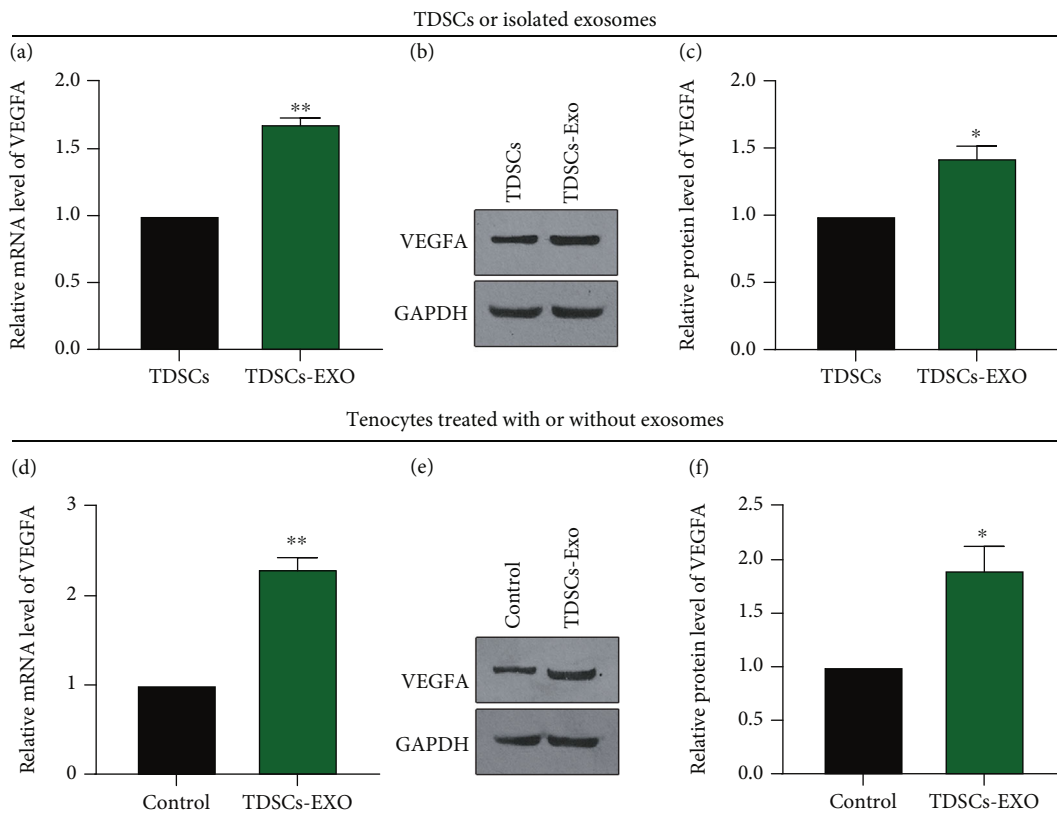 TDSCs or isolated exosomes
(a)
Relative mRNA level of VEGFA
2.0
1.5
1.0
0.5
0.0
**
TDSCs
TDSCs-EXO
(b)
TDSCs
TDSCs-Exo
VEGFA
GAPDH
(c)
Relative protein level of VEGFA
2.0
1.5
1.0
0.5
0.0
*
TDSCs
TDSCs-EXO
Tenocytes treated with or without exosomes
(d)
Relative mRNA level of VEGFA
3
2
1
0
**
Control
TDSCs-EXO
(e)
Control
TDSCs-Exo
VEGFA
GAPDH
(f)
Relative protein level of VEGFA
2.5
2.0
1.5
1.0
0.5
0.0
*
Control
TDSCs-EXO